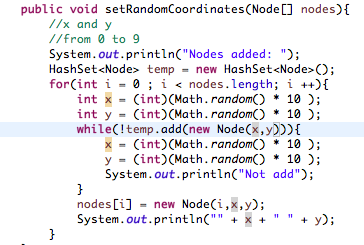 public void setRandomCoordinates(Node[] nodes){
//x and y
//from 0 to 9
System.out.println("Nodes added: ");
HashSet<Node> temp = new HashSet<Node>();
for(int i = 0 ; i < nodes.length; i ++){
int x = (int)(Math.random() * 10 );
int y = (int)(Math.random() * 10 );
while(!temp.add(new Node(x,y))){
x = (int)(Math.random() * 10 );
y = (int)(Math.random() * 10 );
System.out.println("Not add");
}
nodes[i] = new Node(i,x,y);
System.out.println("" + x + " " + y);
}